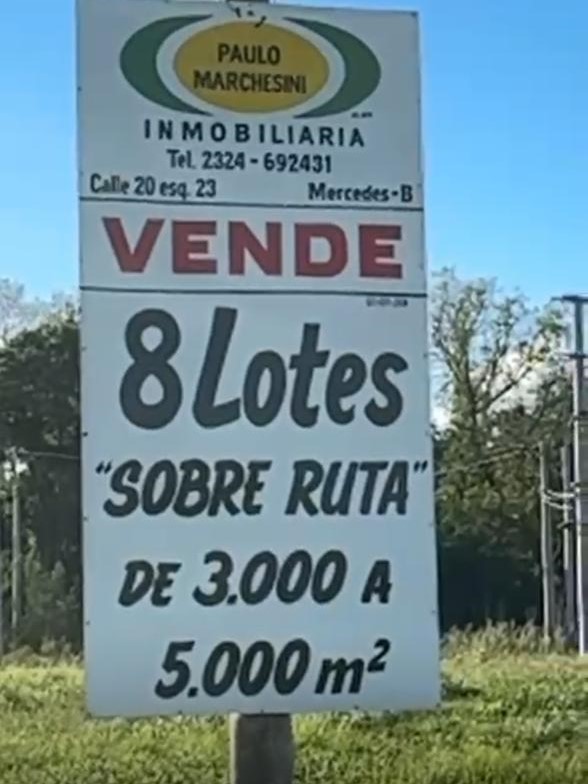 PAULO
MARCHESINI
INMOBILIARIA
Tel. 2324-692431
Calle 20 esq. 23 Mercedes-B
VENDE
8 Lotes
"SOBRE RUTA"
DE 3.000 A
5.000 m²